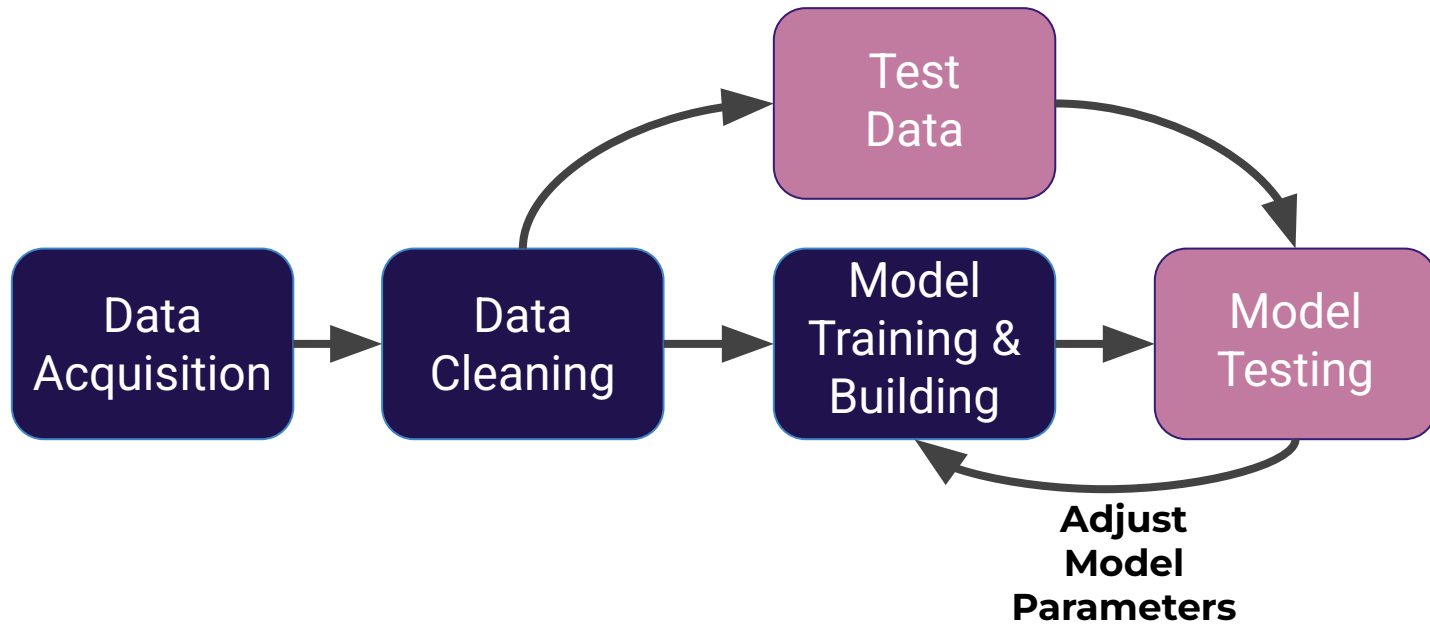 Test
Data
Data
Acquisition
Data
Cleaning
Model
Training &
Building
Model
Testing
Adjust
Model
Parameters